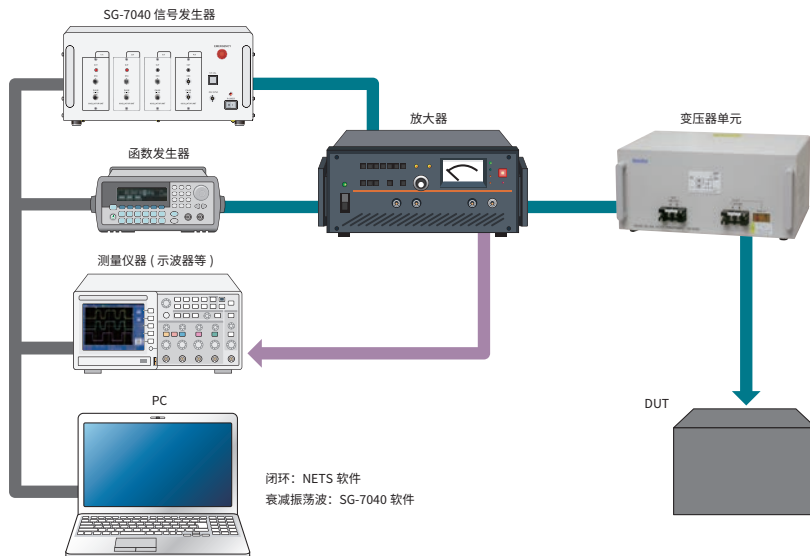 SG-7040 信号发生器
放大器
变压器单元
函数发生器
测量仪器 ( 示波器等 )
PC
DUT
闭环：NETS 软件
衰减振荡波：SG-7040 软件